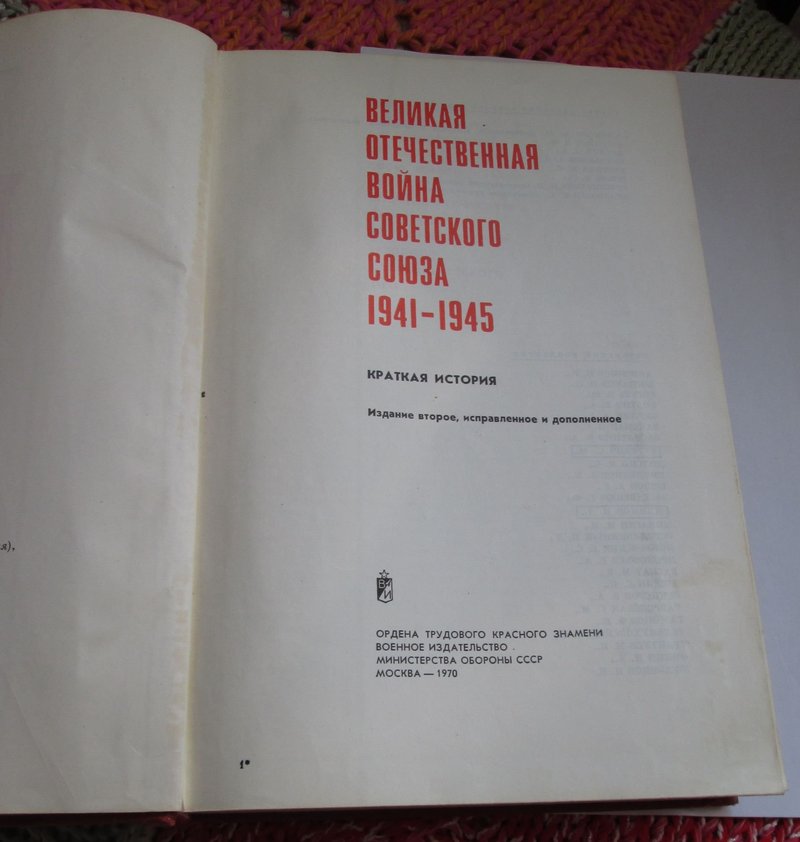 ВЕЛИКАЯ
ОТЕЧЕСТВЕННАЯ
ВОЙНА
СОВЕТСКОГО
СОЮЗА
1941-1945
КРАТКАЯ ИСТОРИЯ
Издание второе, исправленное и дополненное
я),
ВИ
ОРДЕНА ТРУДОВОГО КРАСНОГО ЗНАМЕНИ
ВОЕННОЕ ИЗДАТЕЛЬСТВО
МИНИСТЕРСТВА ОБОРОНЫ СССР
МОСКВА — 1970
1*